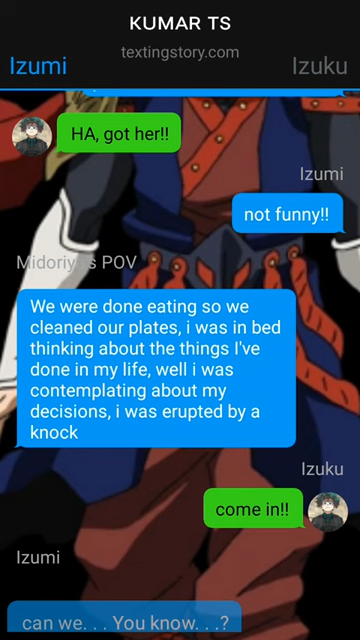 KUMAR TS
textingstory.com
Izumi
Izuku
HA, got her!!
Izumi
not funny!!
Midoriya's POV
We were done eating so we
cleaned our plates, i was in bed
thinking about the things I've
done in my life, well i was
contemplating about my
decisions, i was erupted by a
knock
Izuku
come in!!
Izumi
can we. . . You know. . .?